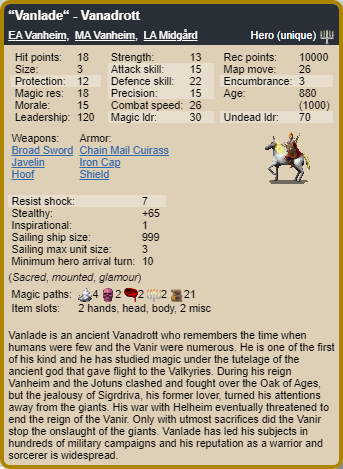 “Vanlade“ - Vanadrott
EA Vanheim, MA Vanheim, LA Midgård Hero (unique)
Hit points: 18 Strength: 13 Rec points: 10000
Size: 3 Attack skill: 15 Map move: 26
Protection: 12 Defence skill: 22 Encumbrance: 3
Magic res: 18 Precision: 15 Age: 880
Morale: 15 Combat speed: 26 (1000)
Leadership: 120 Magic ldr: 30 Undead ldr: 70
Weapons: Armor:
Broad Sword Chain Mail Cuirass
Javelin Iron Cap
Hoof Shield
Resist shock: 7
Stealthy: +65
Inspirational: 1
Sailing ship size: 999
Sailing max unit size: 3
Minimum hero arrival turn: 10
(Sacred, mounted, glamour)
Magic paths: 4 2 2 2 21
Item slots: 2 hands, head, body, 2 misc
Vanlade is an ancient Vanadrott who remembers the time when
humans were few and the Vanir were numerous. He is one of the first
of his kind and he has studied magic under the tutelage of the
ancient god that gave flight to the Valkyries. During his reign
Vanheim and the Jotuns clashed and fought over the Oak of Ages,
but the jealousy of Sigrdriva, his former lover, turned his attentions
away from the giants. His war with Helheim eventually threatened to
end the reign of the Vanir. Only with utmost sacrifices did the Vanir
stop the onslaught of the giants. Vanlade has led his subjects in
hundreds of military campaigns and his reputation as a warrior and
sorcerer is widespread.